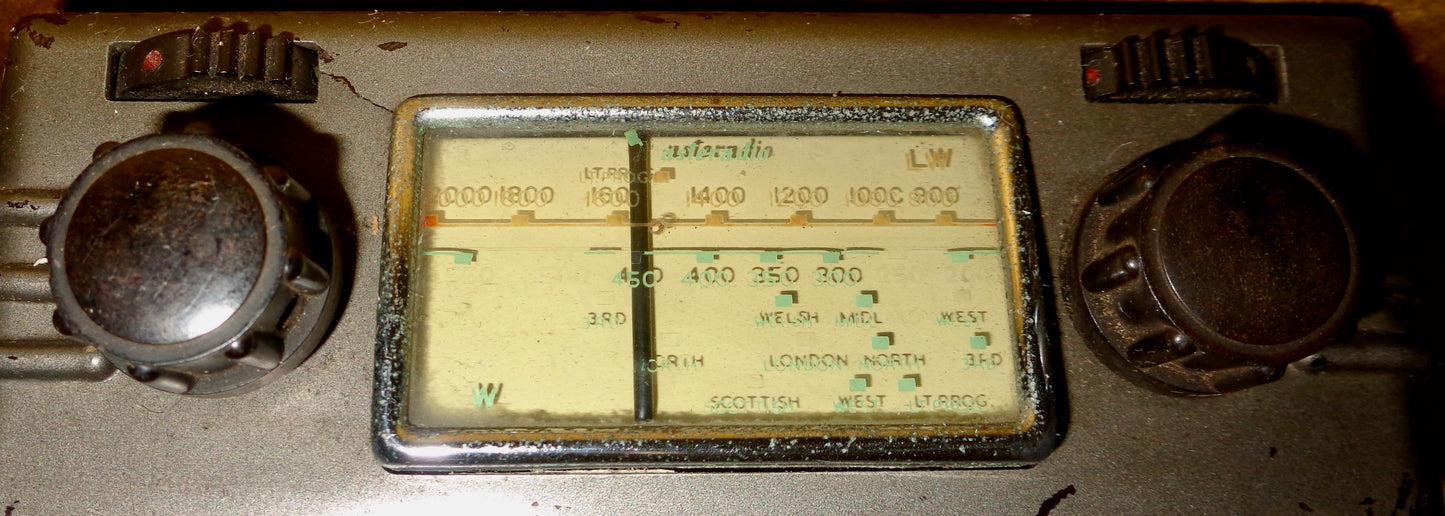 asteradio LW
LT.PROG
2000 1800 1600 1400 1200 1000 900
450 400 350 300
3RD WELSH MIDL WEST
LONDON NORTH 3RD
W SCOTTISH WEST LT.PROG.